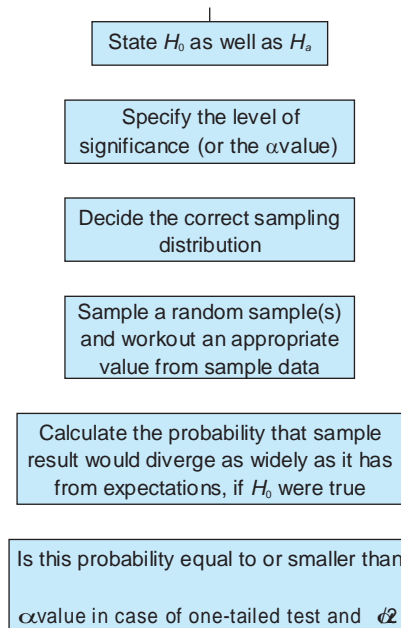 State H₀ as well as Hₐ
Specify the level of
significance (or the αvalue)
Decide the correct sampling
distribution
Sample a random sample(s)
and workout an appropriate
value from sample data
Calculate the probability that sample
result would diverge as widely as it has
from expectations, if H₀ were true
Is this probability equal to or smaller than
αvalue in case of one-tailed test and